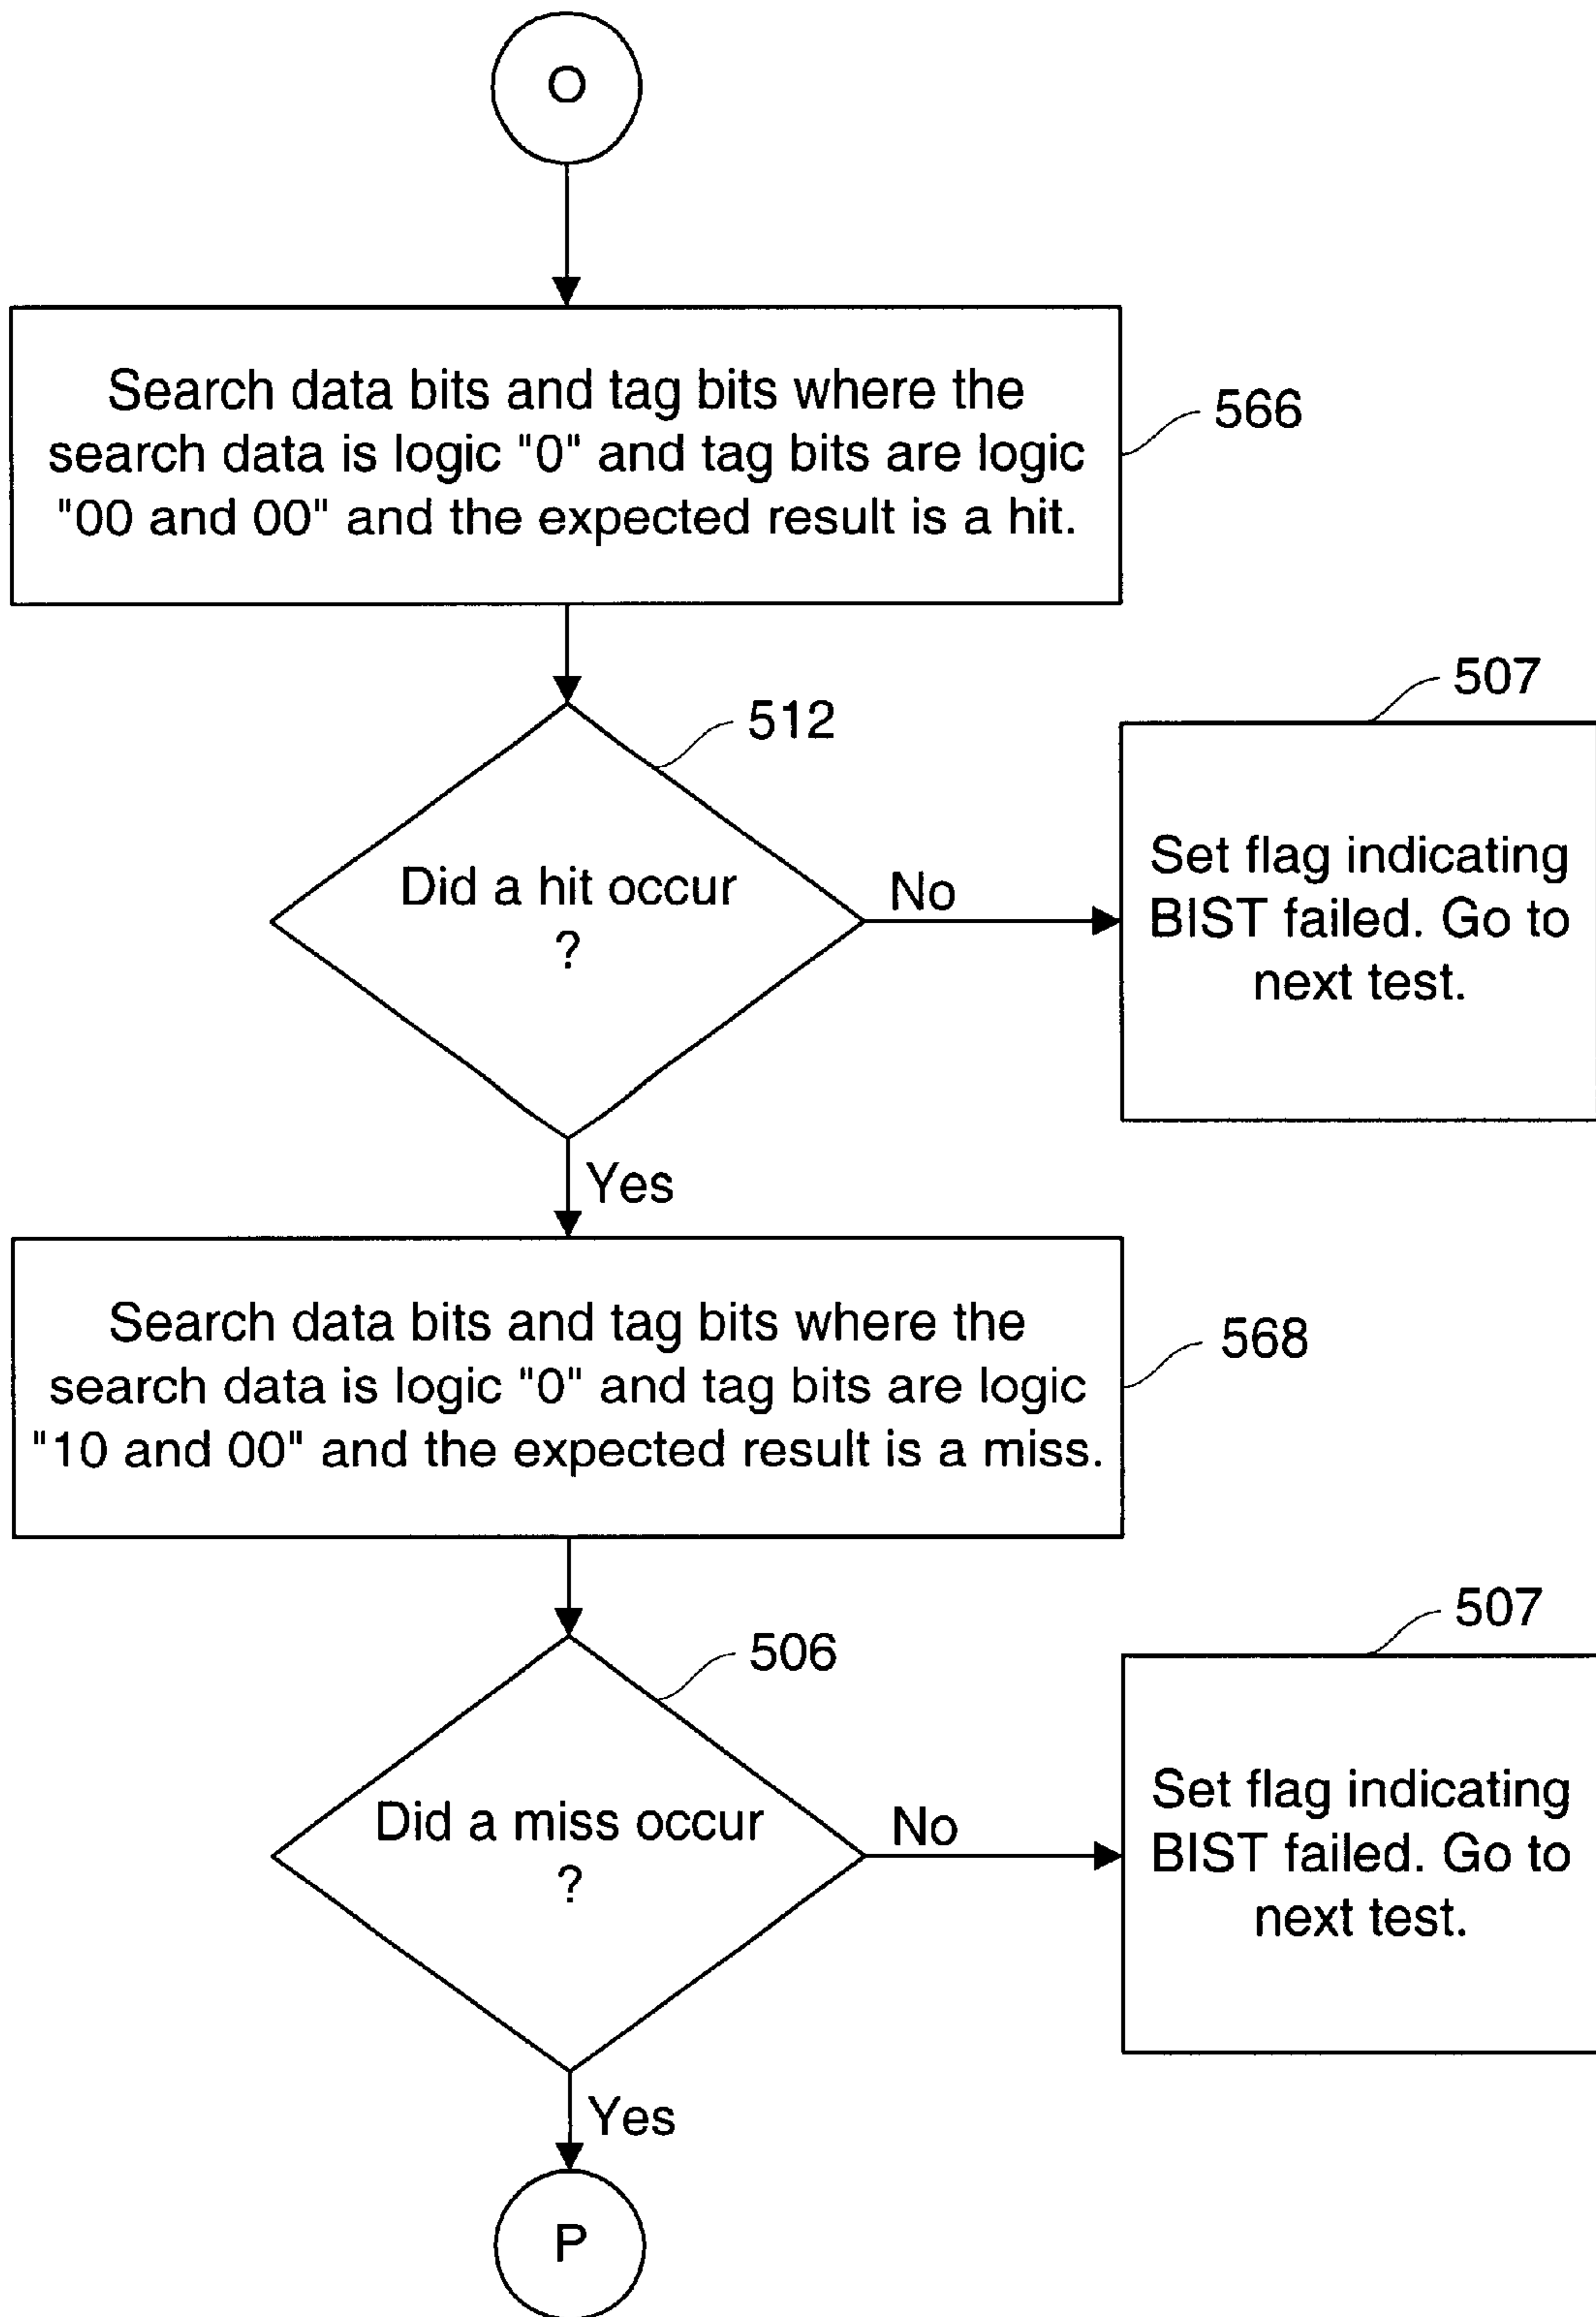 O
Search data bits and tag bits where the
search data is logic "0" and tag bits are logic
"00 and 00" and the expected result is a hit.
566
512
Did a hit occur
?
No
507
Set flag indicating
BIST failed. Go to
next test.
Yes
Search data bits and tag bits where the
search data is logic "0" and tag bits are logic
"10 and 00" and the expected result is a miss.
568
506
Did a miss occur
?
No
507
Set flag indicating
BIST failed. Go to
next test.
Yes
P